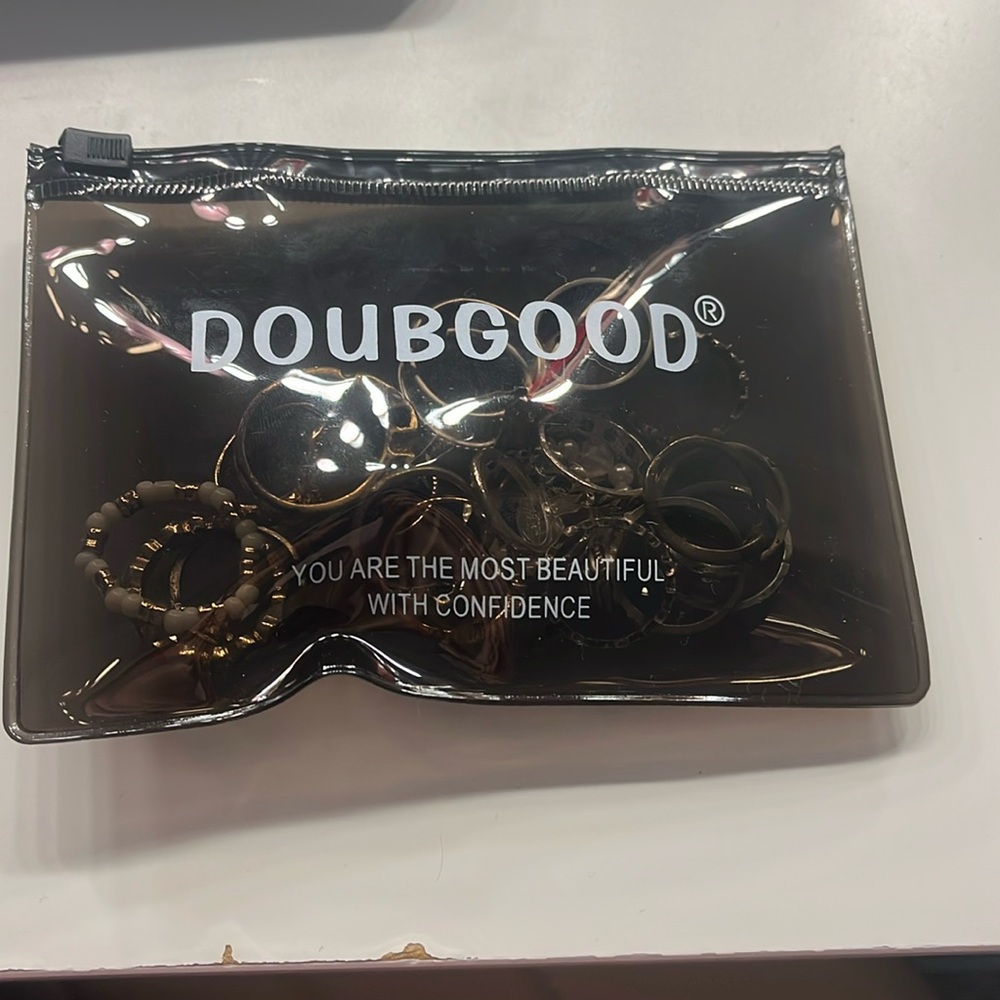 DOUBGOOD®
YOU ARE THE MOST BEAUTIFUL
WITH CONFIDENCE